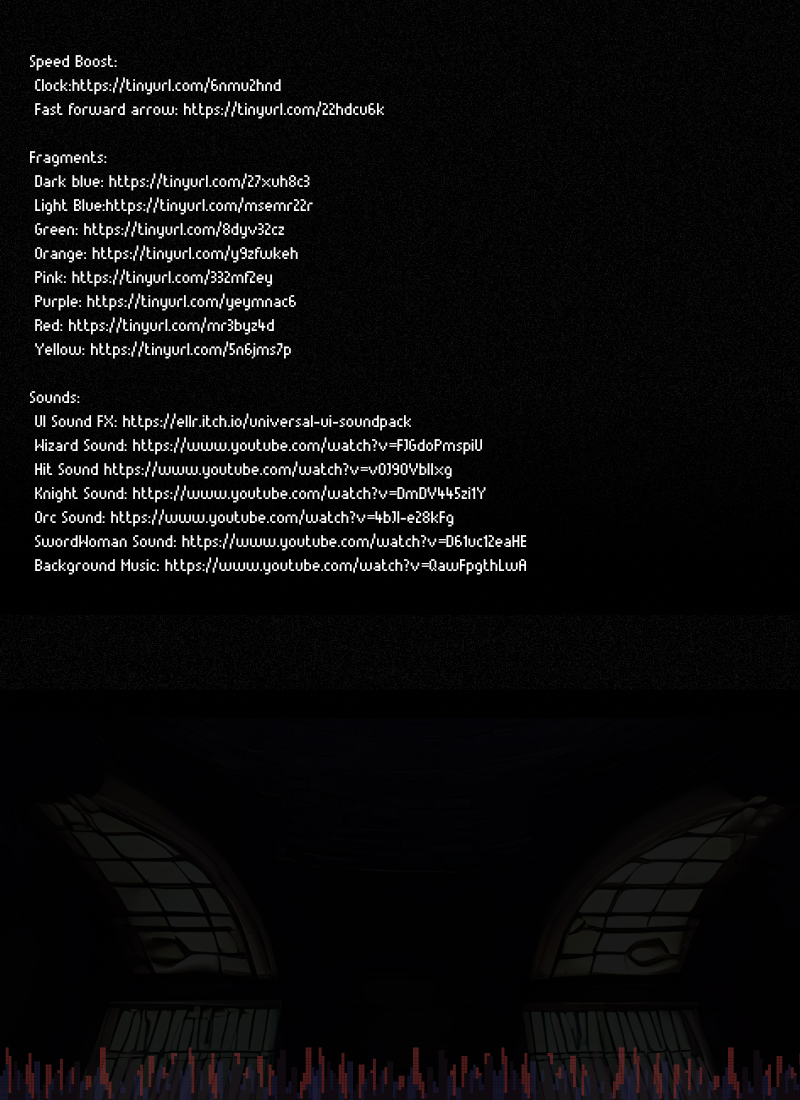 Speed Boost:
Clock:https://tinyurl.com/6nmu2hnd
Fast forward arrow: https://tinyurl.com/22hdcu6k
Fragments:
Dark blue: https://tinyurl.com/27xuh8c3
Light Blue:https://tinyurl.com/msemr22r
Green: https://tinyurl.com/8dyv32cz
Orange: https://tinyurl.com/y9zfwkeh
Pink: https://tinyurl.com/332mf2ey
Purple: https://tinyurl.com/yeymnac6
Red: https://tinyurl.com/mr3byz4d
Yellow: https://tinyurl.com/5n6jms7p
Sounds:
UI Sound FX: https://ellr.itch.io/universal-ui-soundpack
Wizard Sound: https://www.youtube.com/watch?v=FJGdoPmspiU
Hit Sound https://www.youtube.com/watch?v=vOJ9OVbIlxg
Knight Sound: https://www.youtube.com/watch?v=DmDV445zi1Y
Orc Sound: https://www.youtube.com/watch?v=4bJl-e28kFg
SwordWoman Sound: https://www.youtube.com/watch?v=D61uc12eaHE
Background Music: https://www.youtube.com/watch?v=QawFpgthLwA